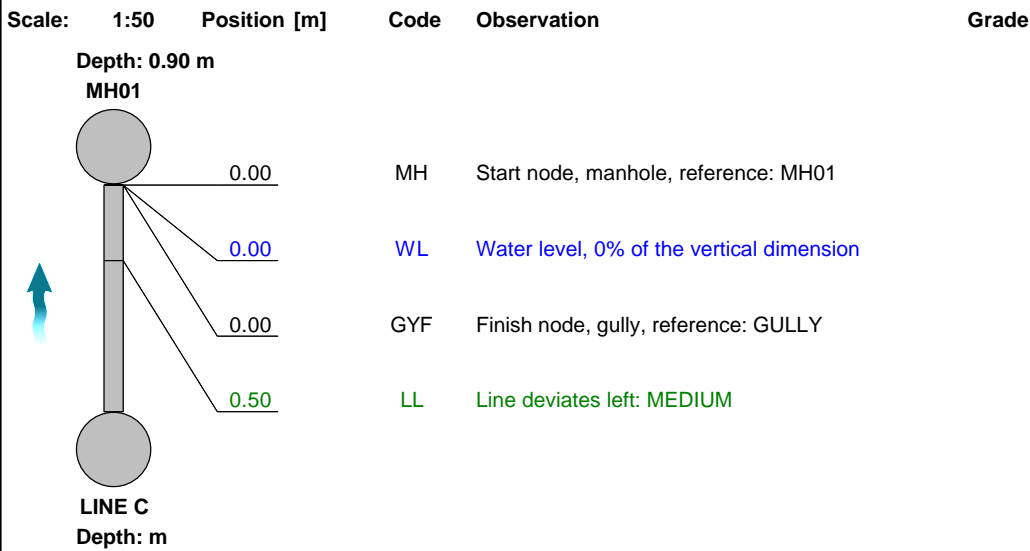 Scale: 1:50 Position [m] Code Observation Grade
Depth: 0.90 m
MH01
0.00 MH Start node, manhole, reference: MH01
0.00 WL Water level, 0% of the vertical dimension
0.00 GYF Finish node, gully, reference: GULLY
0.50 LL Line deviates left: MEDIUM
LINE C
Depth: m